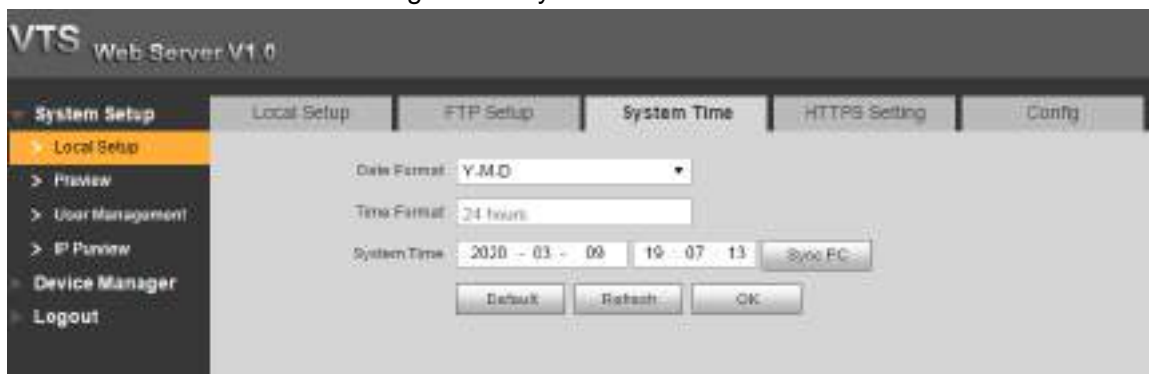 VTS Web Server V1.0
System Setup
Local Setup
FTP Setup
System Time
HTTPS Setting
Config
> Local Setup
> Preview
> User Management
> IP Purview
Device Manager
Logout
Date Format Y-M-D
Time Format 24 hours
System Time 2020 - 03 - 09 19 07 13 Sync PC
Default Refresh OK